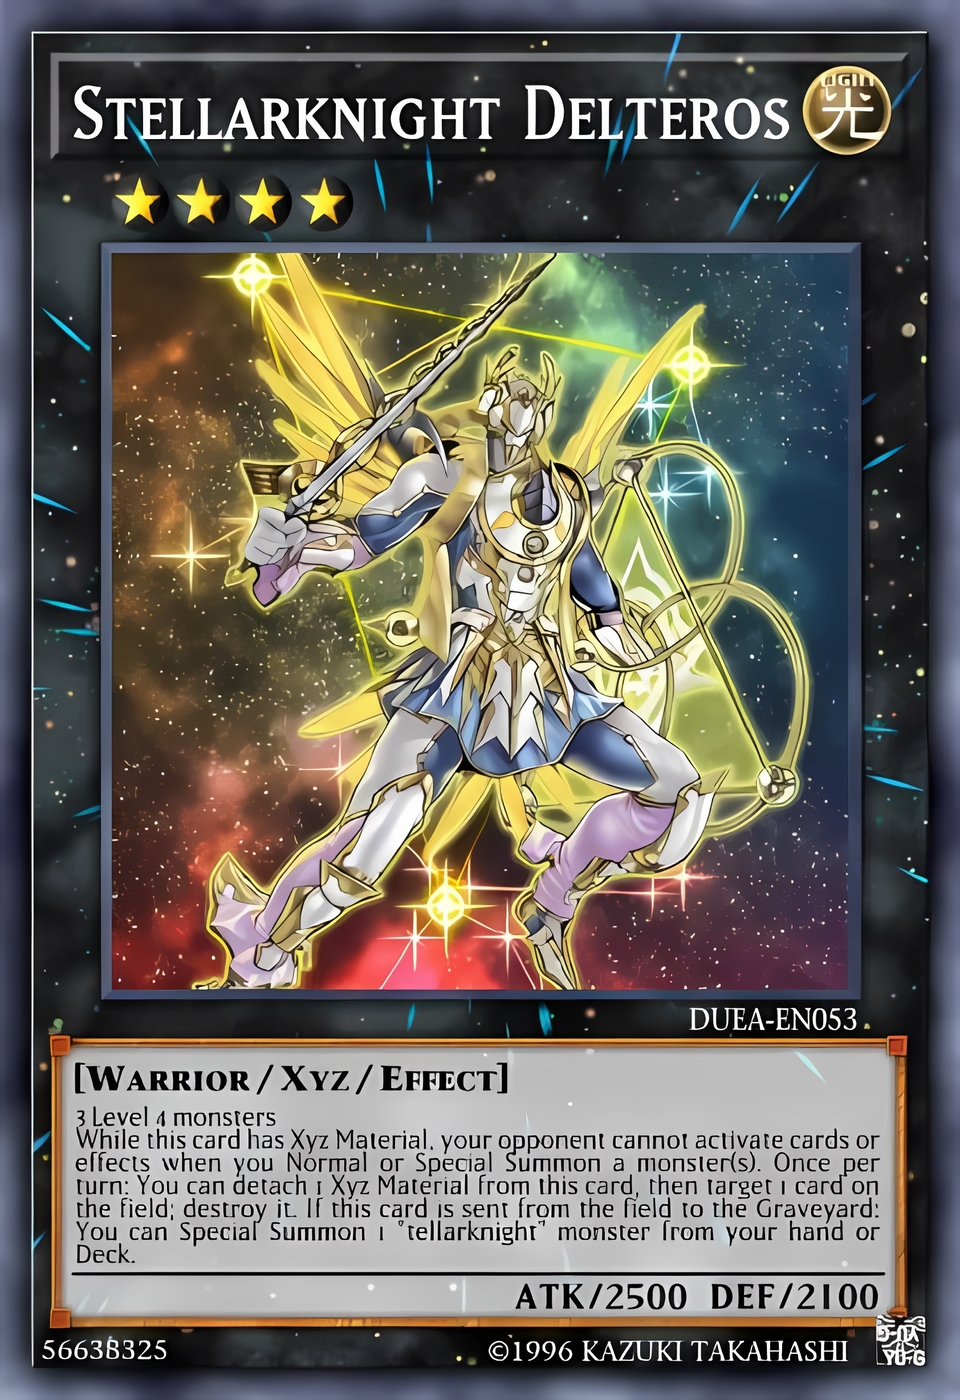 STELLARKNIGHT DELTEROS
光
DUEA-EN053
[WARRIOR/XYZ/EFFECT]
3 Level 4 monsters
While this card has Xyz Material, your opponent cannot activate cards or
effects when you Normal or Special Summon a monster(s). Once per
turn: You can detach 1 Xyz Material from this card, then target 1 card on
the field; destroy it. If this card is sent from the field to the Graveyard:
You can Special Summon 1 "tellarknight" monster from your hand or
Deck.
ATK/2500 DEF/2100
56638325
©1996 KAZUKI TAKAHASHI